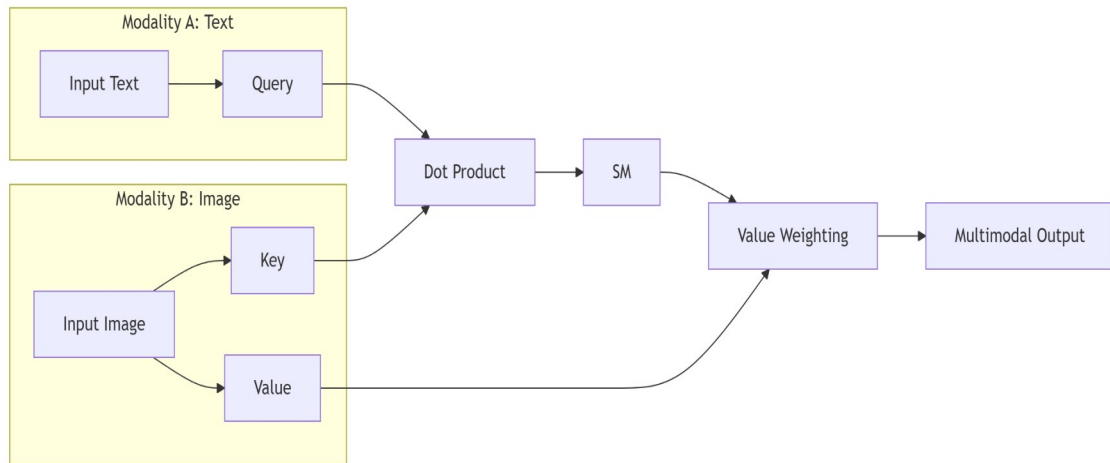 Modality A: Text
Input Text
Query
Modality B: Image
Key
Input Image
Value
Dot Product
SM
Value Weighting
Multimodal Output